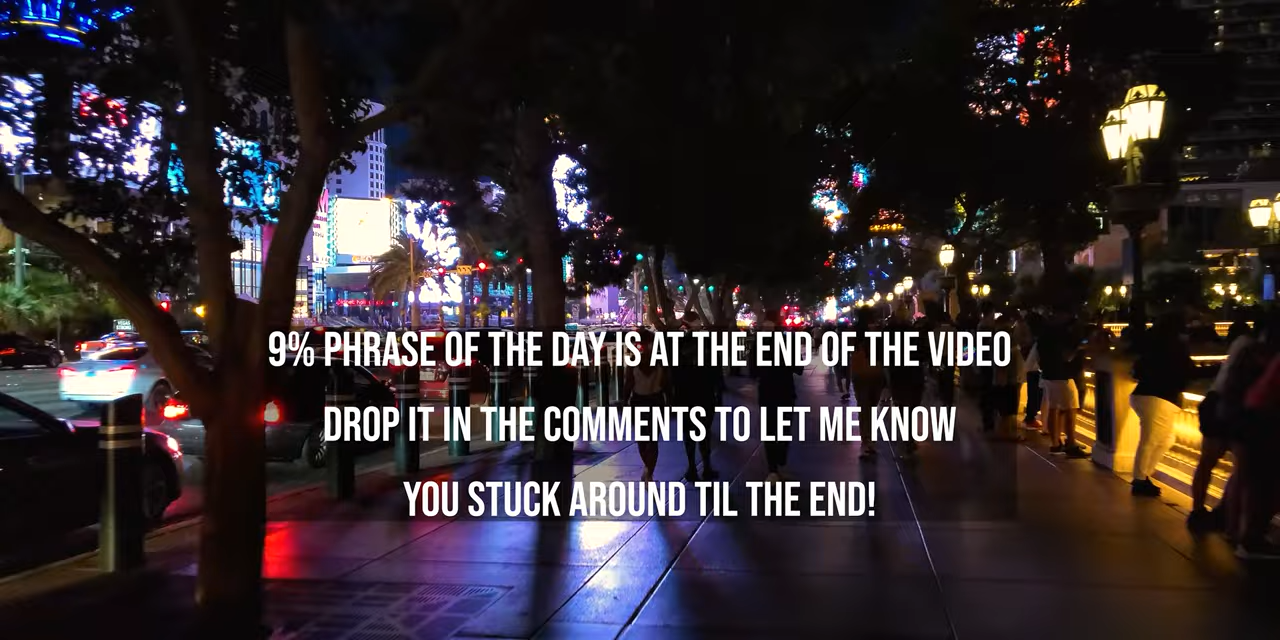 9% PHRASE OF THE DAY IS AT THE END OF THE VIDEO
DROP IT IN THE COMMENTS TO LET ME KNOW
YOU STUCK AROUND TIL THE END!